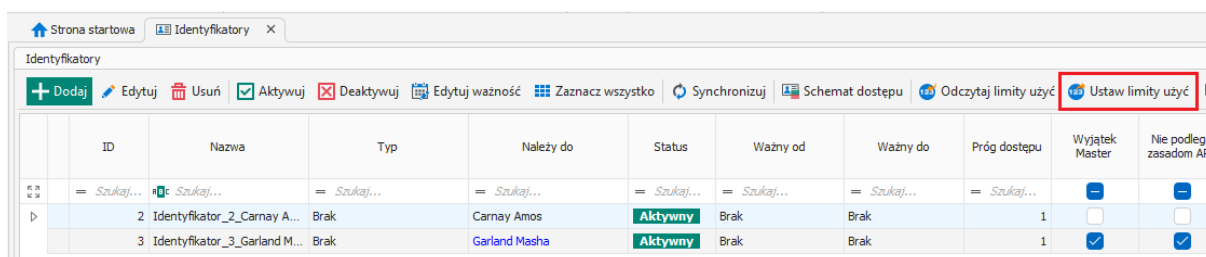 Strona startowa Identyfikatory
Identyfikatory
Dodaj Edytuj Usuń Aktywuj Deaktywuj Edytuj ważność Zaznacz wszystko Synchronizuj Schemat dostępu Odczytaj limity użyć Ustaw limity użyć
ID Nazwa Typ Należy do Status Ważny od Ważny do Próg dostępu Wyjątek Master Nie podleg zasadom AP
= Szukaj... ABC Szukaj... = Szukaj... = Szukaj... = Szukaj... = Szukaj... = Szukaj... = Szukaj...
2 Identyfikator_2_Carnay A... Brak Carnay Amos Aktywny Brak Brak 1
3 Identyfikator_3_Garland M... Brak Garland Masha Aktywny Brak Brak 1